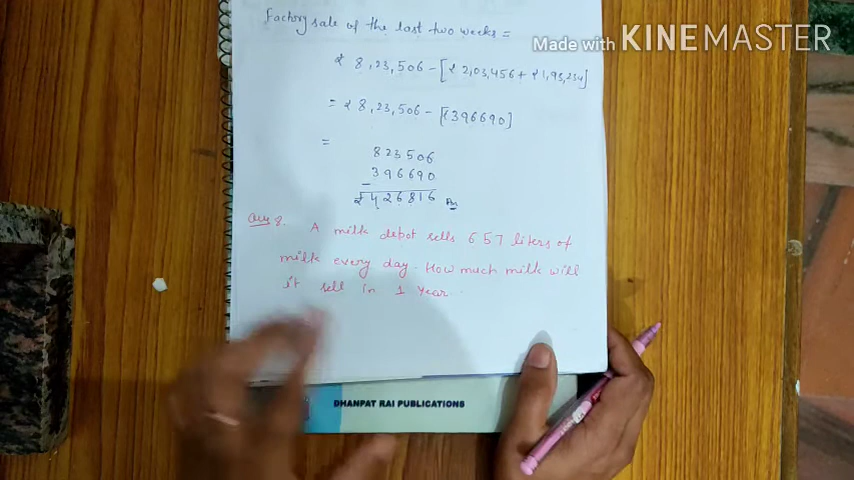 Factory sale of the last two weeks =
Made with KINEMASTER
₹ 8,23,506 - [₹ 2,03,456 + ₹ 1,93,234]
= ₹ 8,23,506 - [₹ 396690]
=
823506
- 396690
₹ 426816 Ans
Ques 8. A milk depot sells 657 liters of
milk every day. How much milk will
it sell in 1 Year.
DHANPAT RAI PUBLICATIONS